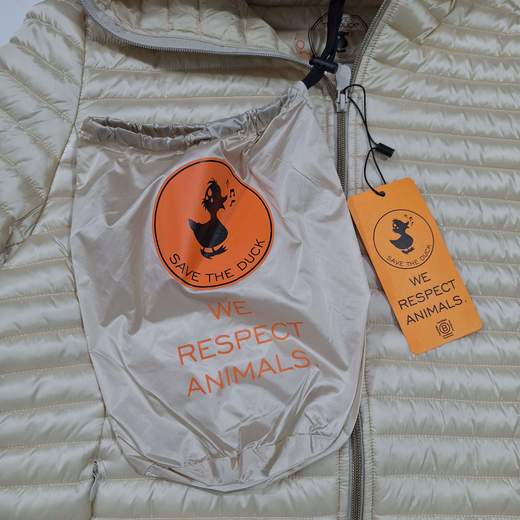 SAVE THE DUCK
WE
RESPECT
ANIMALS.
SAVE THE DUCK
WE
RESPECT
ANIMALS.
B